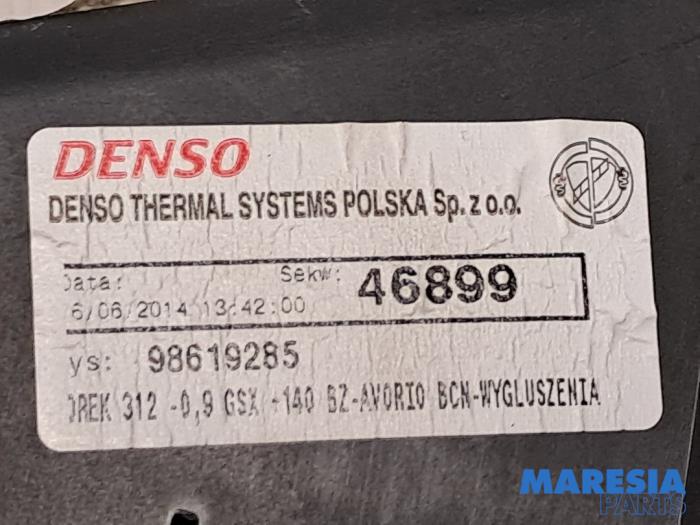 DENSO
DENSO THERMAL SYSTEMS POLSKA Sp. z o.o.
Data: Sekw: 46899
6/06/2014 13:42:00
ys: 98619285
312 -0,9 GSX +140 BZ-AVORIO BCN-WYGLUSZENIA
MARESIA
PARTS